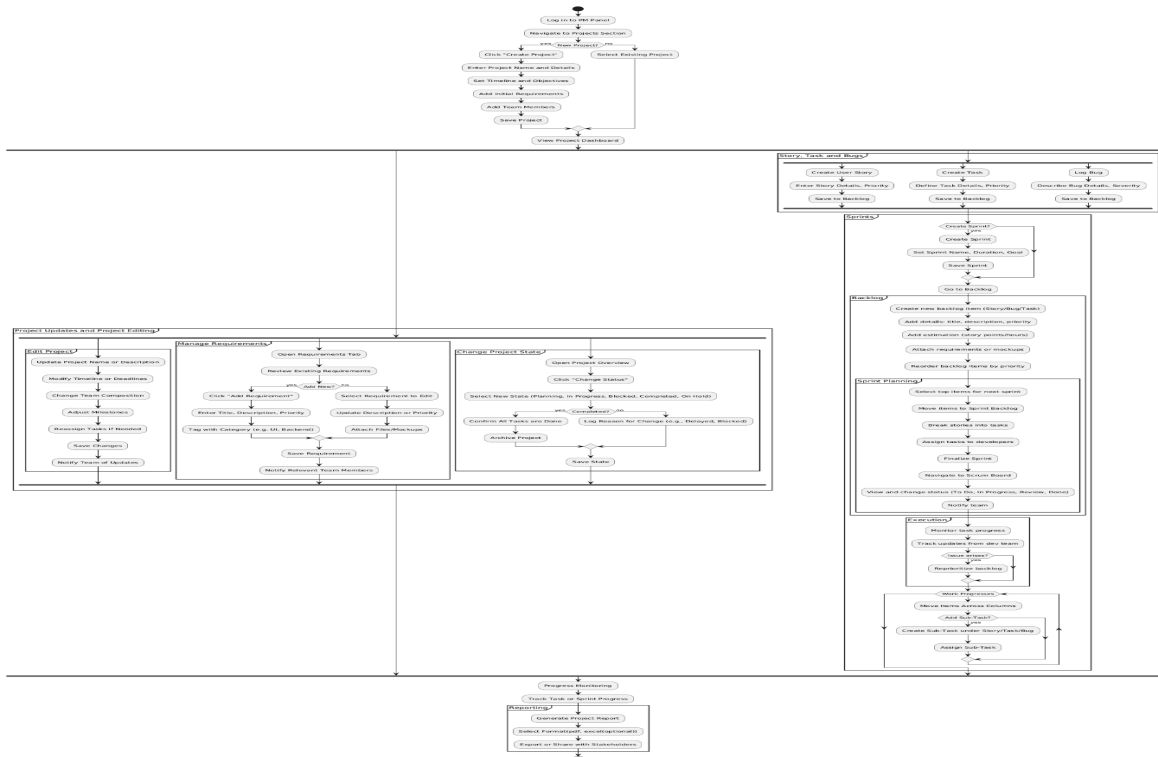 Log in to PM Panel
Navigate to Projects Section
yes New Project? no
Click "Create Project"
Select Existing Project
Enter Project Name and Details
Set Timeline and Objectives
Add Initial Requirements
Add Team Members
Save Project
View Project Dashboard
Story, Task and Bugs
Create User Story
Create Task
Log Bug
Enter Story Details, Priority
Define Task Details, Priority
Describe Bug Details, Severity
Save to Backlog
Save to Backlog
Save to Backlog
Sprints
Create Sprint?
yes
Create Sprint
Set Sprint Name, Duration, Goal
Save Sprint
Go to Backlog
Backlog
Create new backlog item (Story/Bug/Task)
Add details: title, description, priority
Add estimation (story points/hours)
Attach requirements or mockups
Reorder backlog items by priority
Sprint Planning
Select top items for next sprint
Move items to Sprint Backlog
Break stories into tasks
Assign tasks to developers
Finalize Sprint
Navigate to Scrum Board
View and change status (To Do, In Progress, Review, Done)
Notify team
Execution
Monitor task progress
Track updates from dev team
Issue arises?
yes
Reprioritize backlog
Work Progresses
Move Items Across Columns
Add Sub-Task?
yes
Create Sub-Task under Story/Task/Bug
Assign Sub-Task
Project Updates and Project Editing
Edit Project
Update Project Name or Description
Modify Timeline or Deadlines
Change Team Composition
Adjust Milestones
Reassign Tasks if Needed
Save Changes
Notify Team of Updates
Manage Requirements
Open Requirements Tab
Review Existing Requirements
yes Add New? no
Click "Add Requirement"
Select Requirement to Edit
Enter Title, Description, Priority
Update Description or Priority
Tag with Category (e.g. UI, Backend)
Attach Files/Mockups
Save Requirement
Notify Relevant Team Members
Change Project State
Open Project Overview
Click "Change Status"
Select New State (Planning, In Progress, Blocked, Completed, On Hold)
yes Completed? no
Confirm All Tasks are Done
Log Reason for Change (e.g., Delayed, Blocked)
Archive Project
Save State
Progress Monitoring
Track Task or Sprint Progress
Reporting
Generate Project Report
Select Format(pdf, excel(optional))
Export or Share with Stakeholders